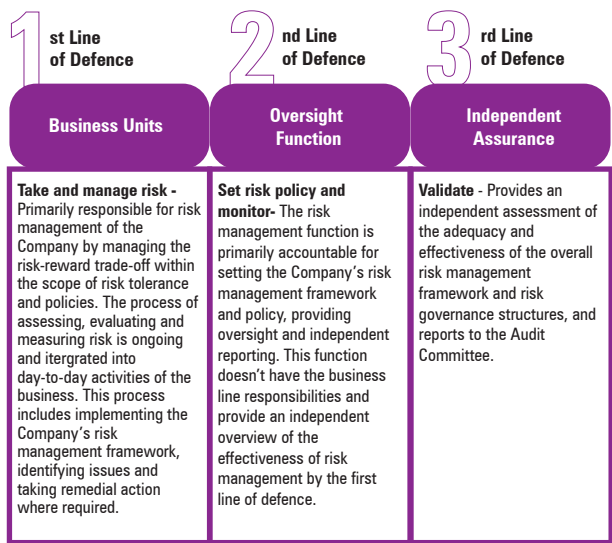 1 st Line
of Defence
Business Units
Take and manage risk -
Primarily responsible for risk
management of the
Company by managing the
risk-reward trade-off within
the scope of risk tolerance
and policies. The process of
assessing, evaluating and
measuring risk is ongoing
and itergrated into
day-to-day activities of the
business. This process
includes implementing the
Company's risk
management framework,
identifying issues and
taking remedial action
where required.
2 nd Line
of Defence
Oversight
Function
Set risk policy and
monitor- The risk
management function is
primarily accountable for
setting the Company's risk
management framework
and policy, providing
oversight and independent
reporting. This function
doesn't have the business
line responsibilities and
provide an independent
overview of the
effectiveness of risk
management by the first
line of defence.
3 rd Line
of Defence
Independent
Assurance
Validate - Provides an
independent assessment of
the adequacy and
effectiveness of the overall
risk management
framework and risk
governance structures, and
reports to the Audit
Committee.